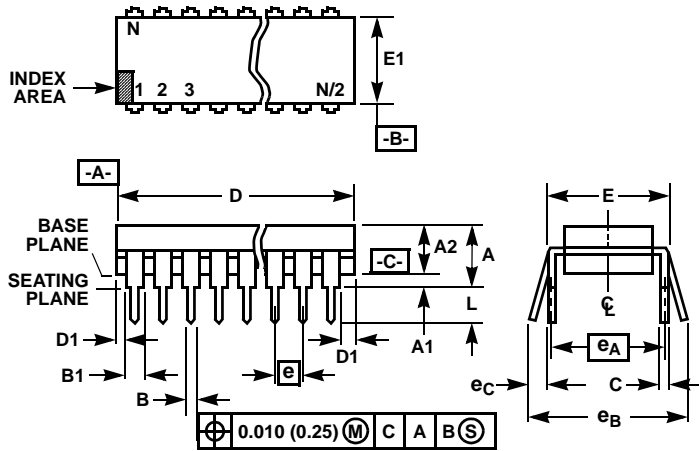 N
E1
INDEX
AREA
1 2 3 N/2
-B-
-A-
D
E
BASE
PLANE
A2
A
-C-
SEATING
PLANE
L
C
L
D1
A1
D1
eA
B1
e
eC
C
B
eB
0.010 (0.25) M C A B S